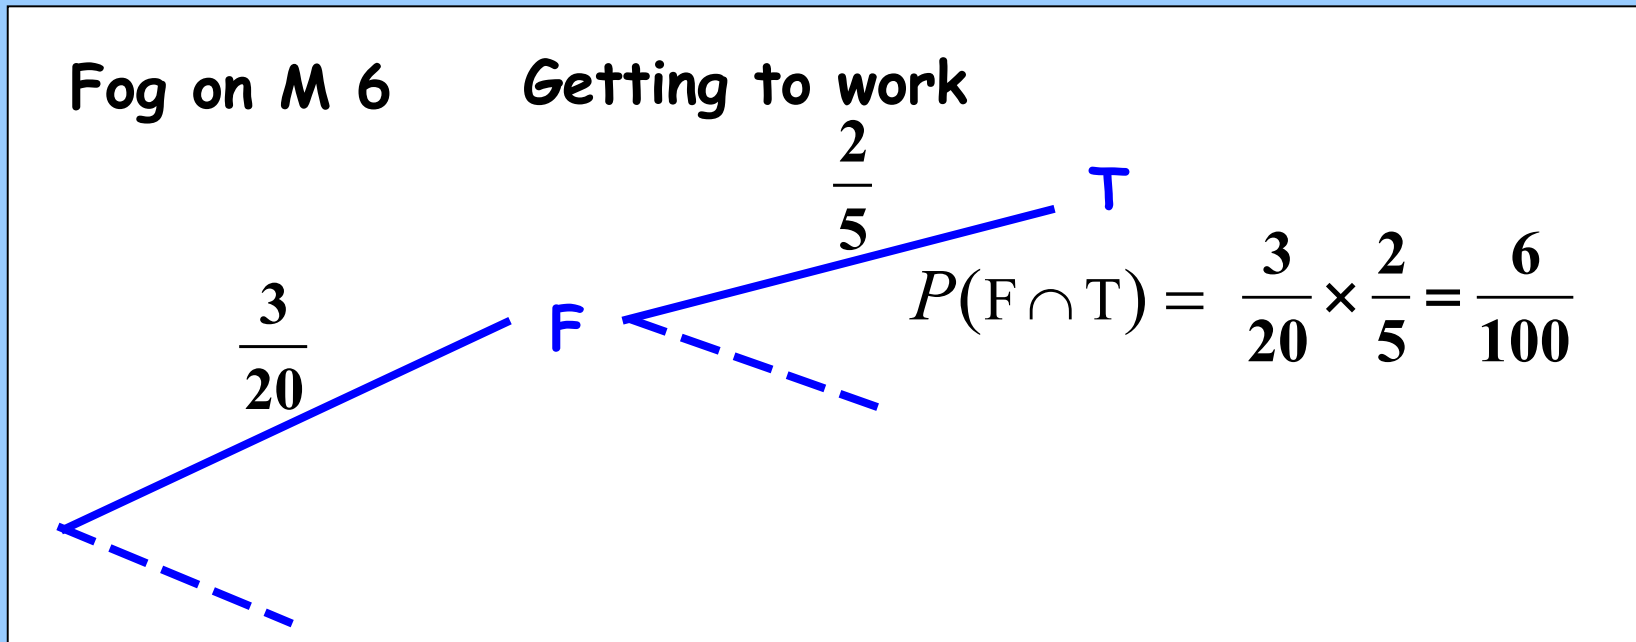 Fog on M 6 Getting to work
2/5
T
3/20
F
P(F ∩ T) = 3/20 × 2/5 = 6/100